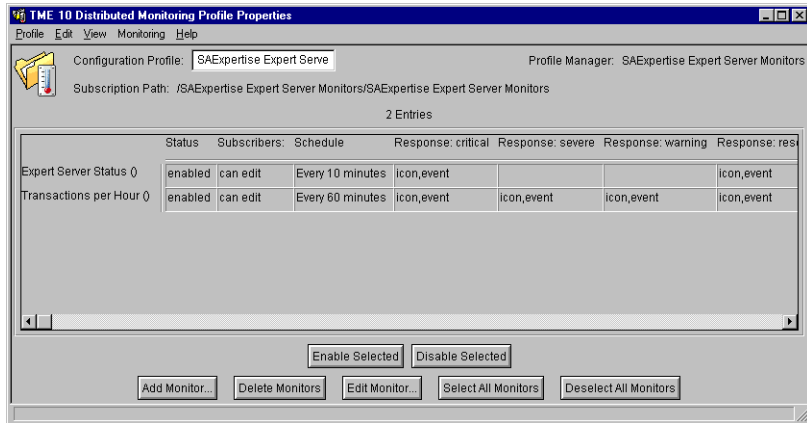 TME 10 Distributed Monitoring Profile Properties
Profile Edit View Monitoring Help
Configuration Profile: SAExpertise Expert Serve Profile Manager: SAExpertise Expert Server Monitors
Subscription Path: /SAExpertise Expert Server Monitors/SAExpertise Expert Server Monitors
2 Entries
Status Subscribers: Schedule Response: critical Response: severe Response: warning Response: rese
Expert Server Status () enabled can edit Every 10 minutes icon,event icon,event
Transactions per Hour () enabled can edit Every 60 minutes icon,event icon,event icon,event icon,event
Enable Selected Disable Selected
Add Monitor... Delete Monitors Edit Monitor... Select All Monitors Deselect All Monitors